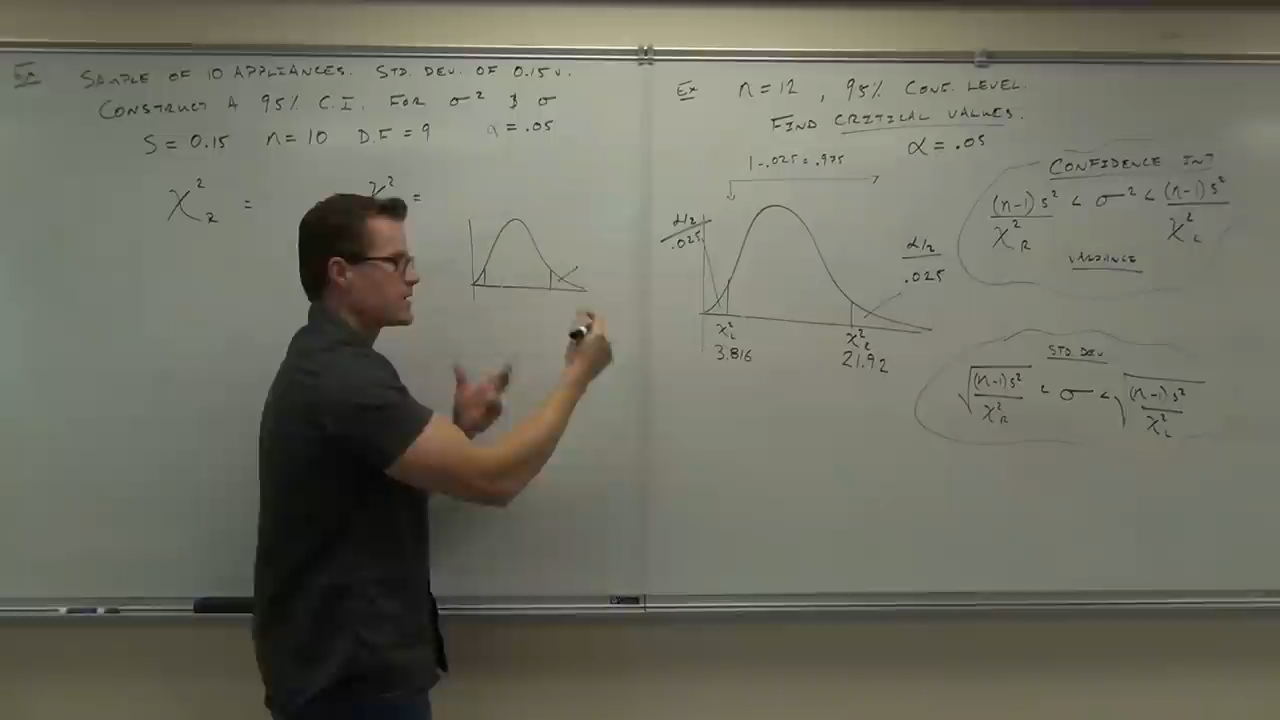 Ex SAMPLE OF 10 APPLIANCES. STD. DEV. OF 0.15 V.
CONSTRUCT A 95% C.I. FOR σ² & σ
S = 0.15 n = 10 D.F = 9 α = .05
χ²R = χ² =
Ex n = 12 , 95% CONF. LEVEL.
FIND CRITICAL VALUES.
α = .05
1-.025 = .975
α/2
.025
α/2
.025
χ²L
3.816
χ²R
21.92
CONFIDENCE INT
(n-1)s²/χ²R < σ² < (n-1)s²/χ²L
VARIANCE
STD. DEV
√(n-1)s²/χ²R < σ < √(n-1)s²/χ²L